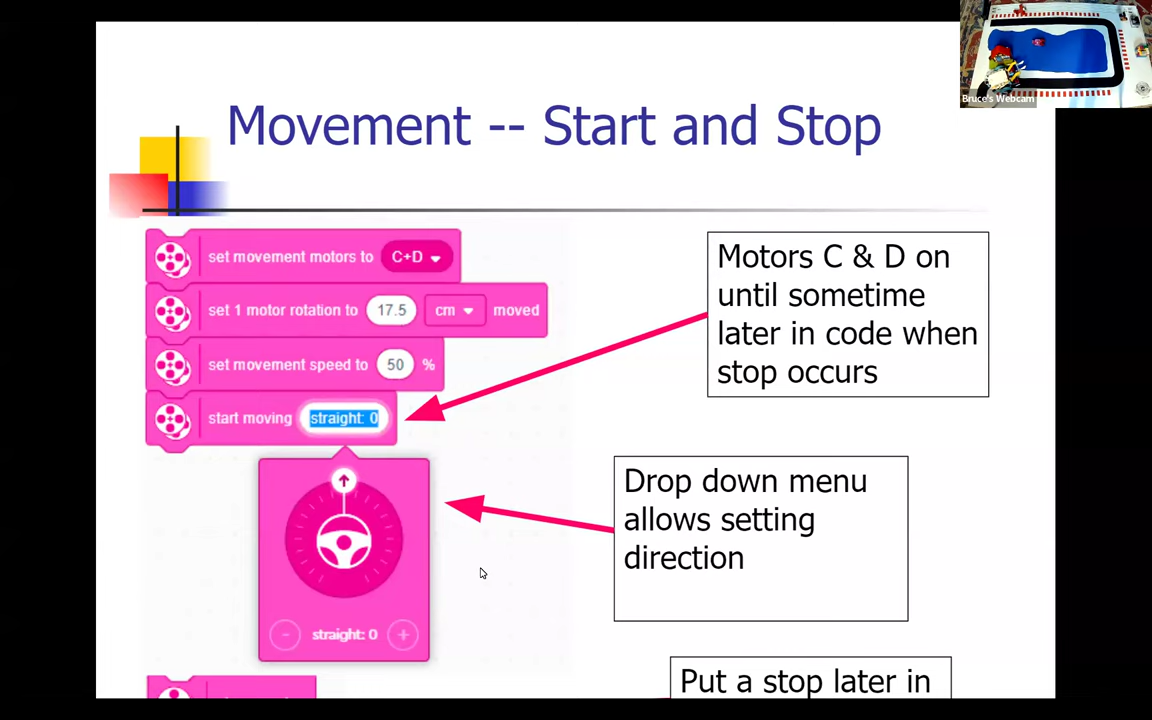 Bruce's Webcam
Movement -- Start and Stop
set movement motors to C+D
set 1 motor rotation to 17.5 cm moved
set movement speed to 50 %
start moving straight: 0
straight: 0
Motors C & D on
until sometime
later in code when
stop occurs
Drop down menu
allows setting
direction
Put a stop later in